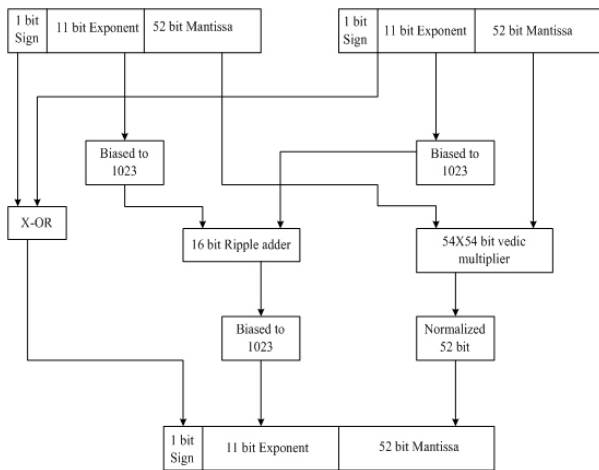 1 bit
Sign
11 bit Exponent
52 bit Mantissa
1 bit
Sign
11 bit Exponent
52 bit Mantissa
Biased to
1023
Biased to
1023
X-OR
16 bit Ripple adder
54X54 bit vedic
multiplier
Biased to
1023
Normalized
52 bit
1 bit
Sign
11 bit Exponent
52 bit Mantissa